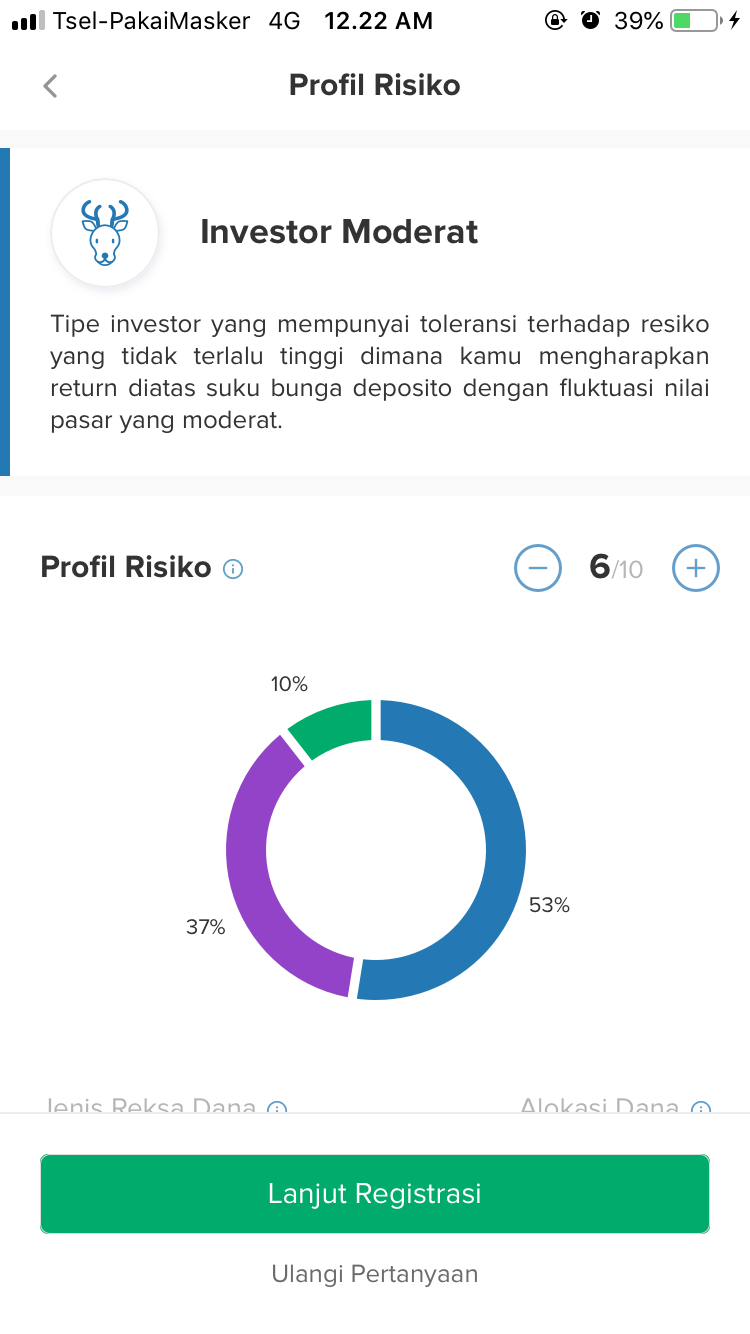 Tsel-PakaiMasker 4G 12.22 AM 39%
Profil Risiko
Investor Moderat
Tipe investor yang mempunyai toleransi terhadap resiko
yang tidak terlalu tinggi dimana kamu mengharapkan
return diatas suku bunga deposito dengan fluktuasi nilai
pasar yang moderat.
Profil Risiko 6/10
10%
53%
37%
Jenis Reksa Dana Alokasi Dana
Lanjut Registrasi
Ulangi Pertanyaan